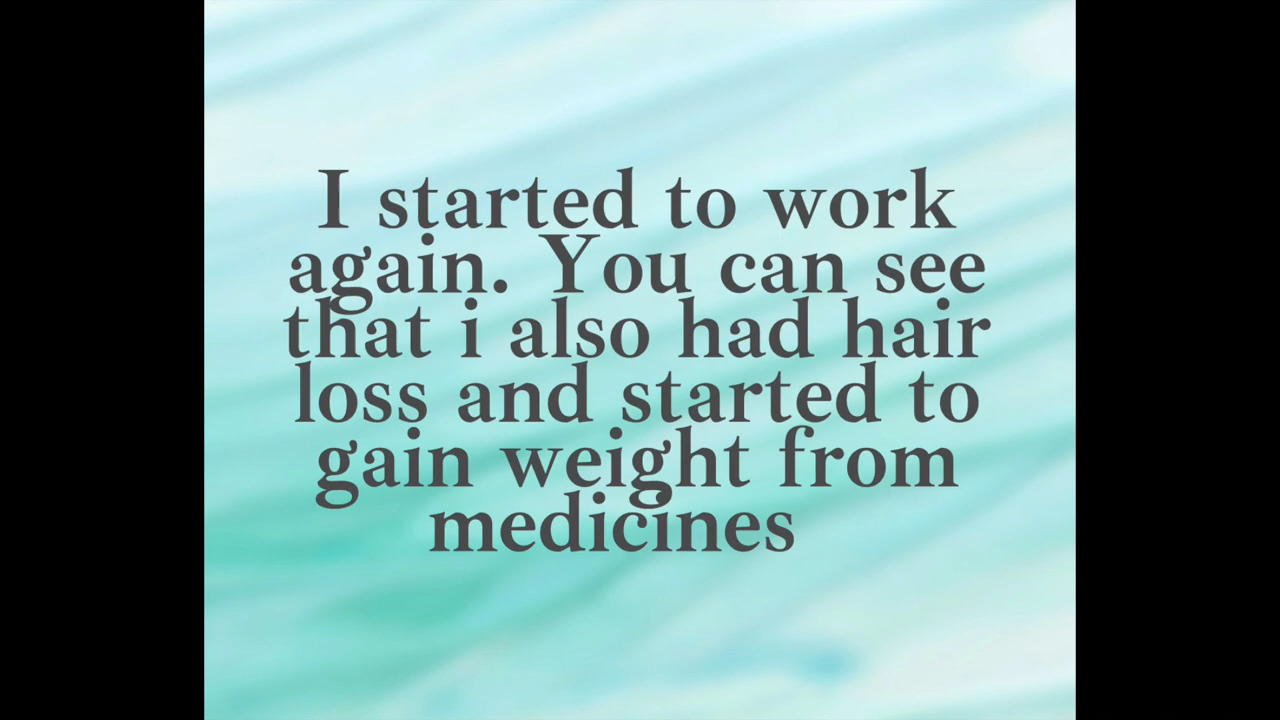 I started to work
again. You can see
that i also had hair
loss and started to
gain weight from
medicines